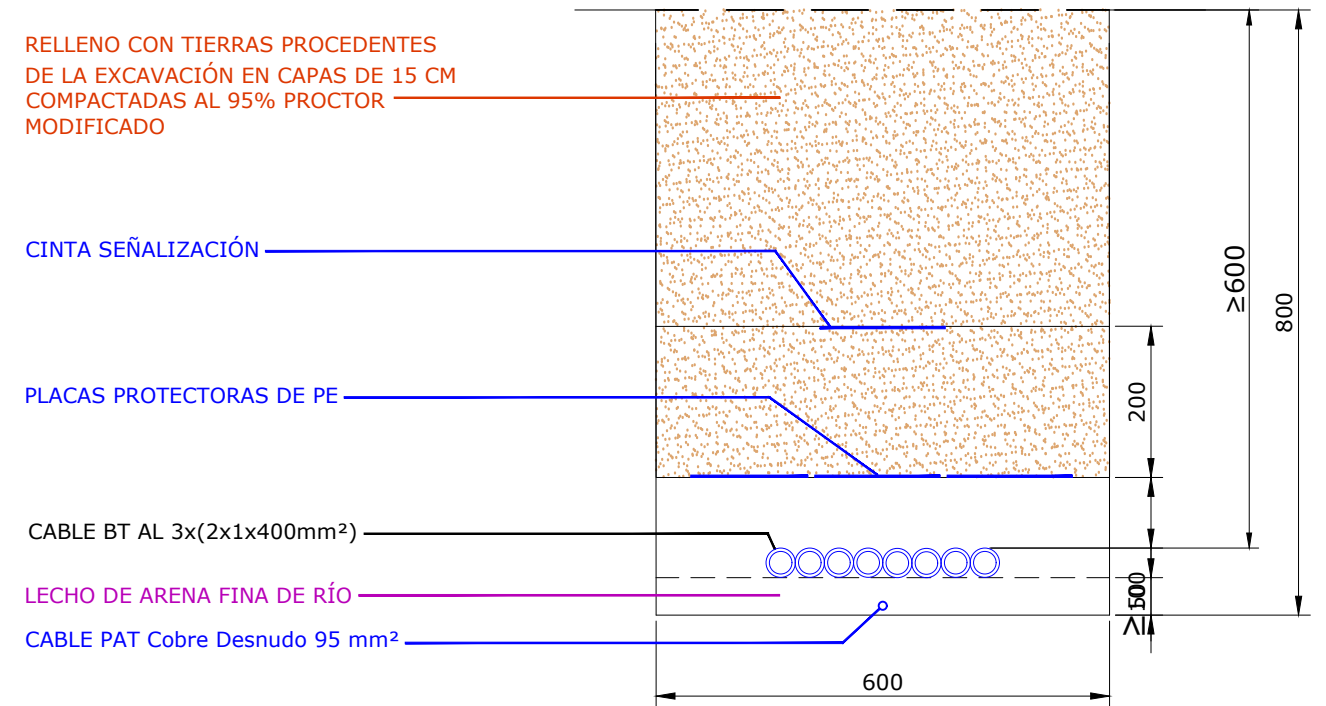 RELLENO CON TIERRAS PROCEDENTES
DE LA EXCAVACIÓN EN CAPAS DE 15 CM
COMPACTADAS AL 95% PROCTOR
MODIFICADO
CINTA SEÑALIZACIÓN
PLACAS PROTECTORAS DE PE
CABLE BT AL 3x(2x1x400mm²)
LECHO DE ARENA FINA DE RÍO
CABLE PAT Cobre Desnudo 95 mm²
≥600
800
200
600